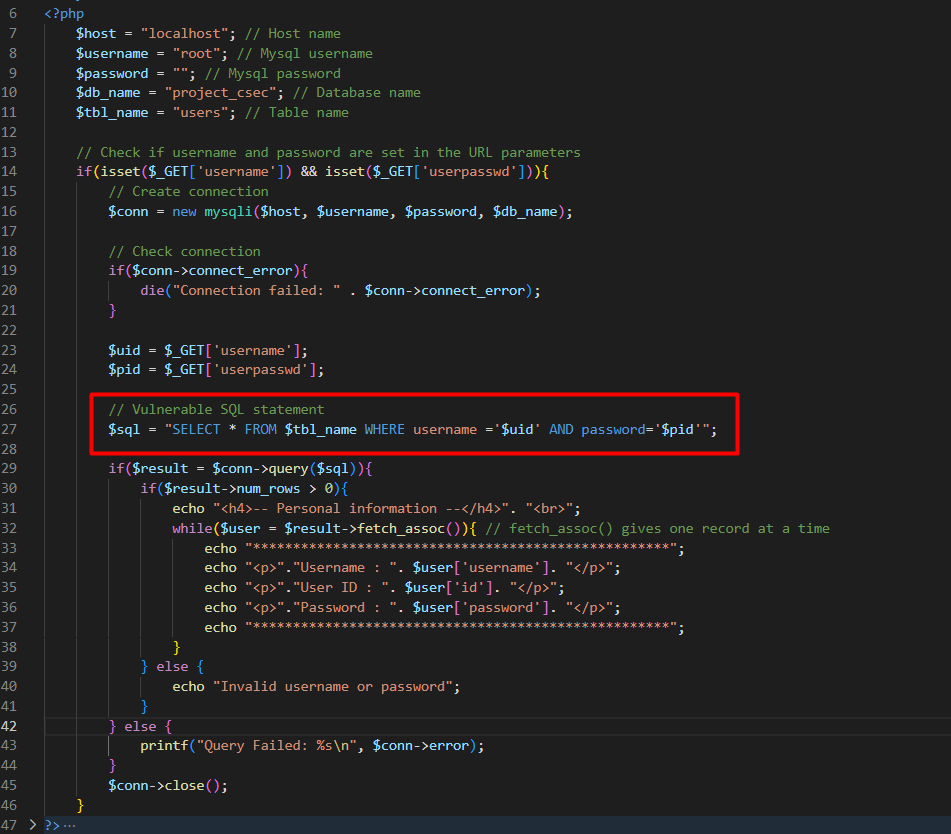 6 <?php
7 $host = "localhost"; // Host name
8 $username = "root"; // Mysql username
9 $password = ""; // Mysql password
10 $db_name = "project_csec"; // Database name
11 $tbl_name = "users"; // Table name
12
13 // Check if username and password are set in the URL parameters
14 if(isset($_GET['username']) && isset($_GET['userpasswd'])){
15 // Create connection
16 $conn = new mysqli($host, $username, $password, $db_name);
17
18 // Check connection
19 if($conn->connect_error){
20 die("Connection failed: " . $conn->connect_error);
21 }
22
23 $uid = $_GET['username'];
24 $pid = $_GET['userpasswd'];
25
26 // Vulnerable SQL statement
27 $sql = "SELECT * FROM $tbl_name WHERE username ='$uid' AND password='$pid'";
28
29 if($result = $conn->query($sql)){
30 if($result->num_rows > 0){
31 echo "<h4>-- Personal information --</h4>". "<br>";
32 while($user = $result->fetch_assoc()){ // fetch_assoc() gives one record at a time
33 echo "****************************************************";
34 echo "<p>"."Username : ". $user['username']. "</p>";
35 echo "<p>"."User ID : ". $user['id']. "</p>";
36 echo "<p>"."Password : ". $user['password']. "</p>";
37 echo "****************************************************";
38 }
39 } else {
40 echo "Invalid username or password";
41 }
42 } else {
43 printf("Query Failed: %s\n", $conn->error);
44 }
45 $conn->close();
46 }
47 > ?>···